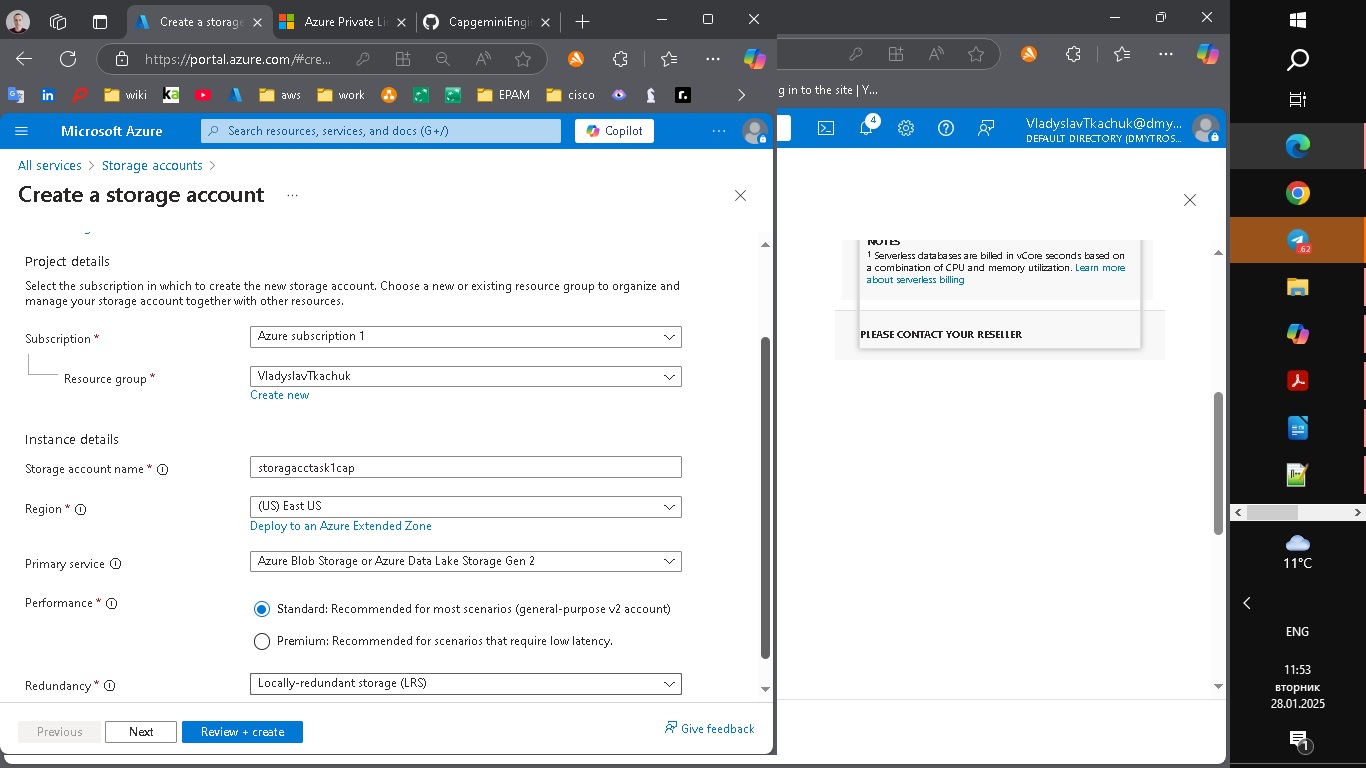 Create a storage
Azure Private Li
CapgeminiEngi
https://portal.azure.com/#cre...
wiki
aws
work
EPAM
cisco
g in to the site | Y...
Microsoft Azure
Search resources, services, and docs (G+/)
Copilot
4
VladyslavTkachuk@dmy...
DEFAULT DIRECTORY (DMYTROS...
All services > Storage accounts >
Create a storage account ...
Project details
Select the subscription in which to create the new storage account. Choose a new or existing resource group to organize and
manage your storage account together with other resources.
Subscription *
Azure subscription 1
Resource group *
VladyslavTkachuk
Create new
Instance details
Storage account name *
storagacctask1cap
Region *
(US) East US
Deploy to an Azure Extended Zone
Primary service
Azure Blob Storage or Azure Data Lake Storage Gen 2
Performance *
Standard: Recommended for most scenarios (general-purpose v2 account)
Premium: Recommended for scenarios that require low latency.
Redundancy *
Locally-redundant storage (LRS)
Previous
Next
Review + create
Give feedback
NOTES
1 Serverless databases are billed in vCore seconds based on
a combination of CPU and memory utilization. Learn more
about serverless billing
PLEASE CONTACT YOUR RESELLER
62
11°C
ENG
11:53
вторник
28.01.2025
1